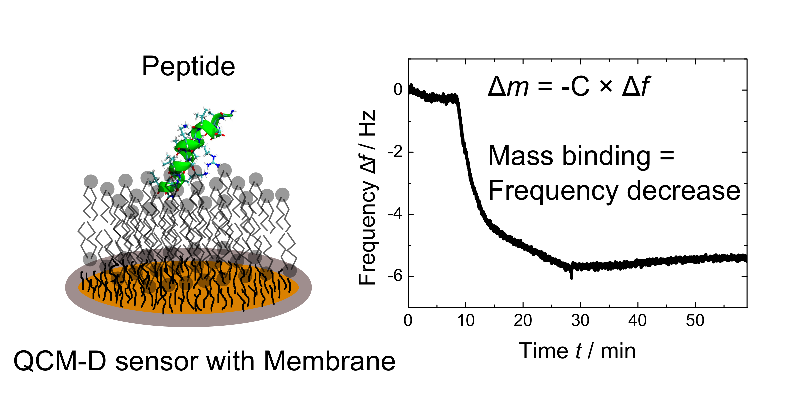 Peptide
QCM-D sensor with Membrane
Δm = -C × Δf
Mass binding =
Frequency decrease
Frequency Δf / Hz
0
-2
-4
-6
0 10 20 30 40 50
Time t / min